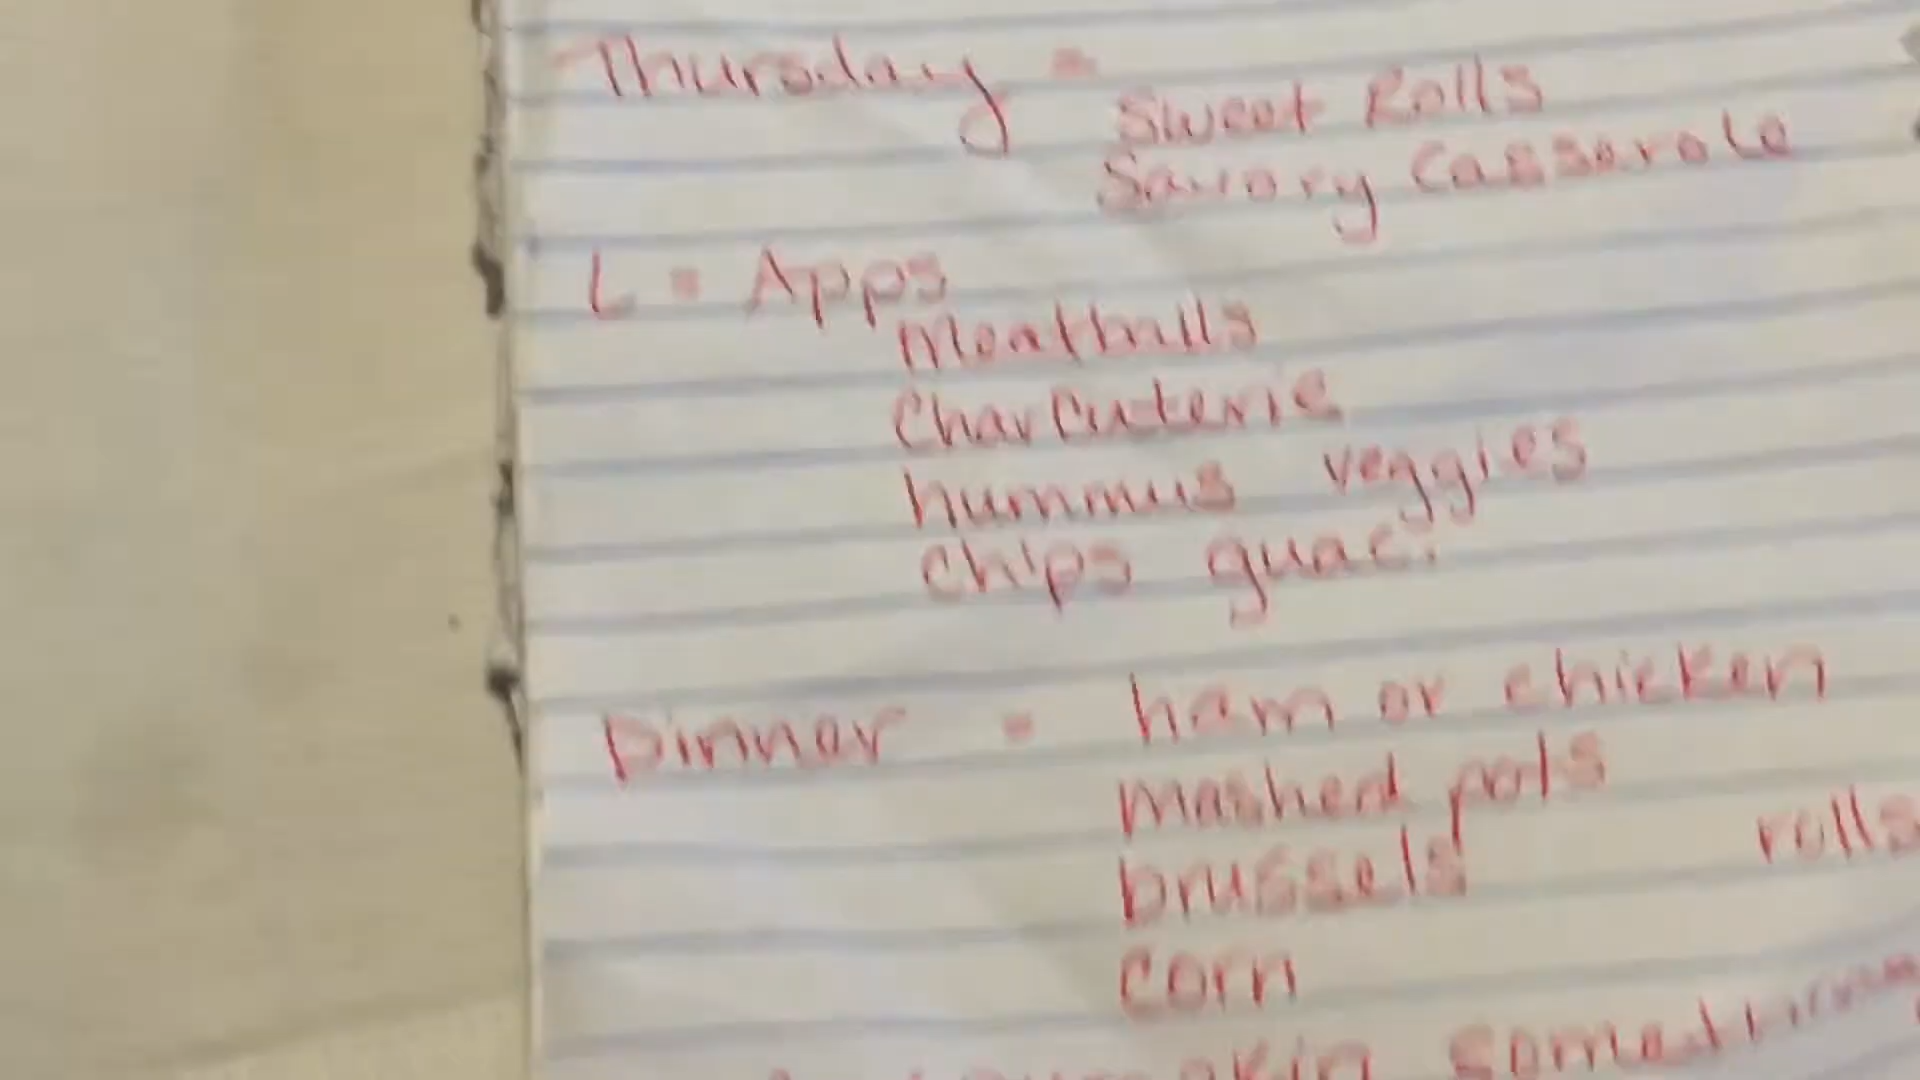 Thursday =
Sweet Rolls
Savory Casserole
L = Apps
Meatballs
Charcuterie
hummus veggies
chips guac.
Dinner = ham or chicken
mashed pots
brussels rolls
corn
something